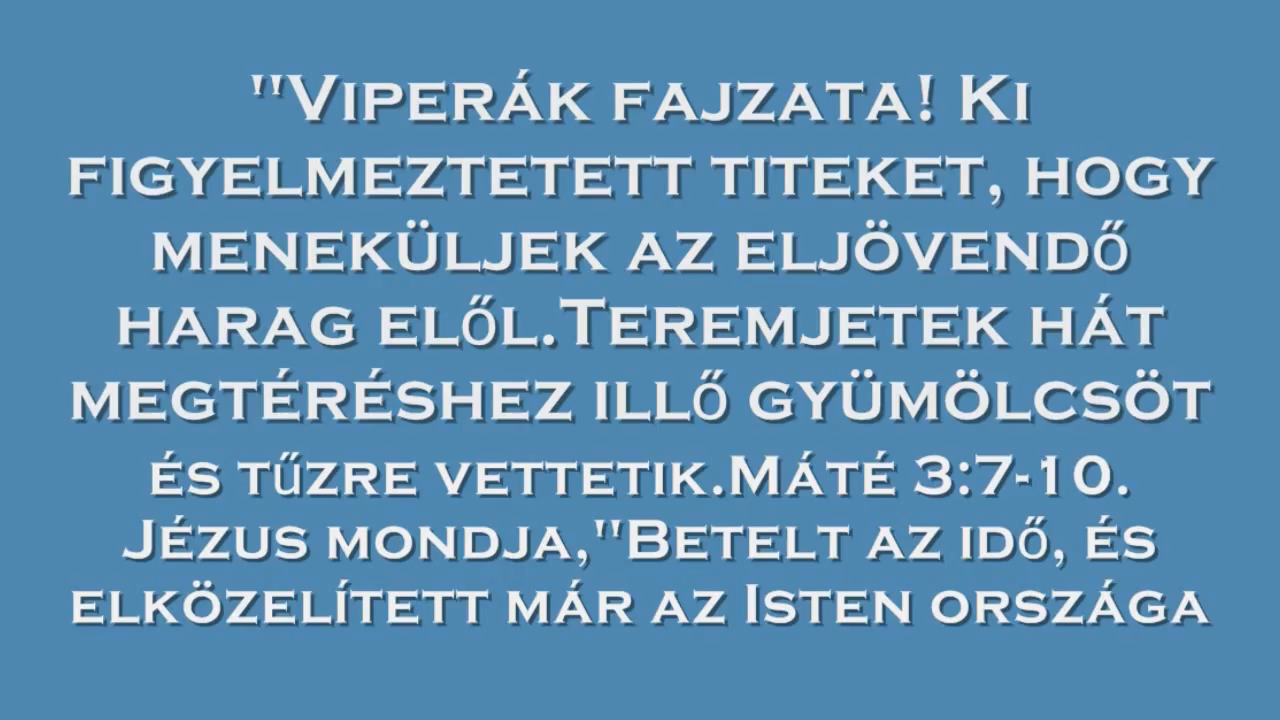 "Viperák fajzata! Ki
figyelmeztetett titeket, hogy
meneküljek az eljövendő
harag elől.Teremjetek hát
megtéréshez illő gyümölcsöt
és tűzre vettetik.Máté 3:7-10.
Jézus mondja,"Betelt az idő, és
elközelített már az Isten országa